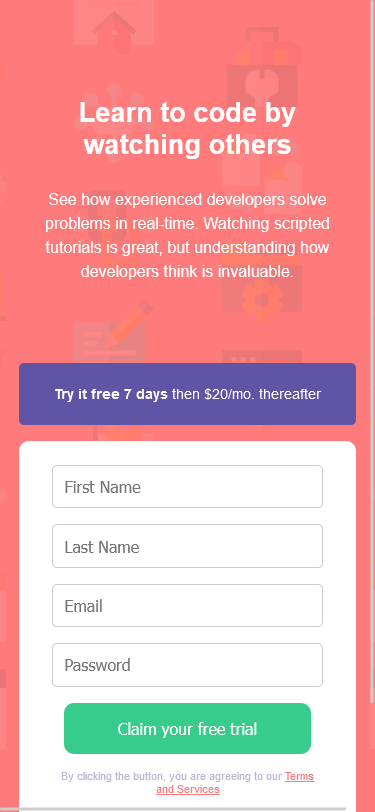 Learn to code by
watching others
See how experienced developers solve
problems in real-time. Watching scripted
tutorials is great, but understanding how
developers think is invaluable.
Try it free 7 days then $20/mo. thereafter
First Name
Last Name
Email
Password
Claim your free trial
By clicking the button, you are agreeing to our Terms
and Services